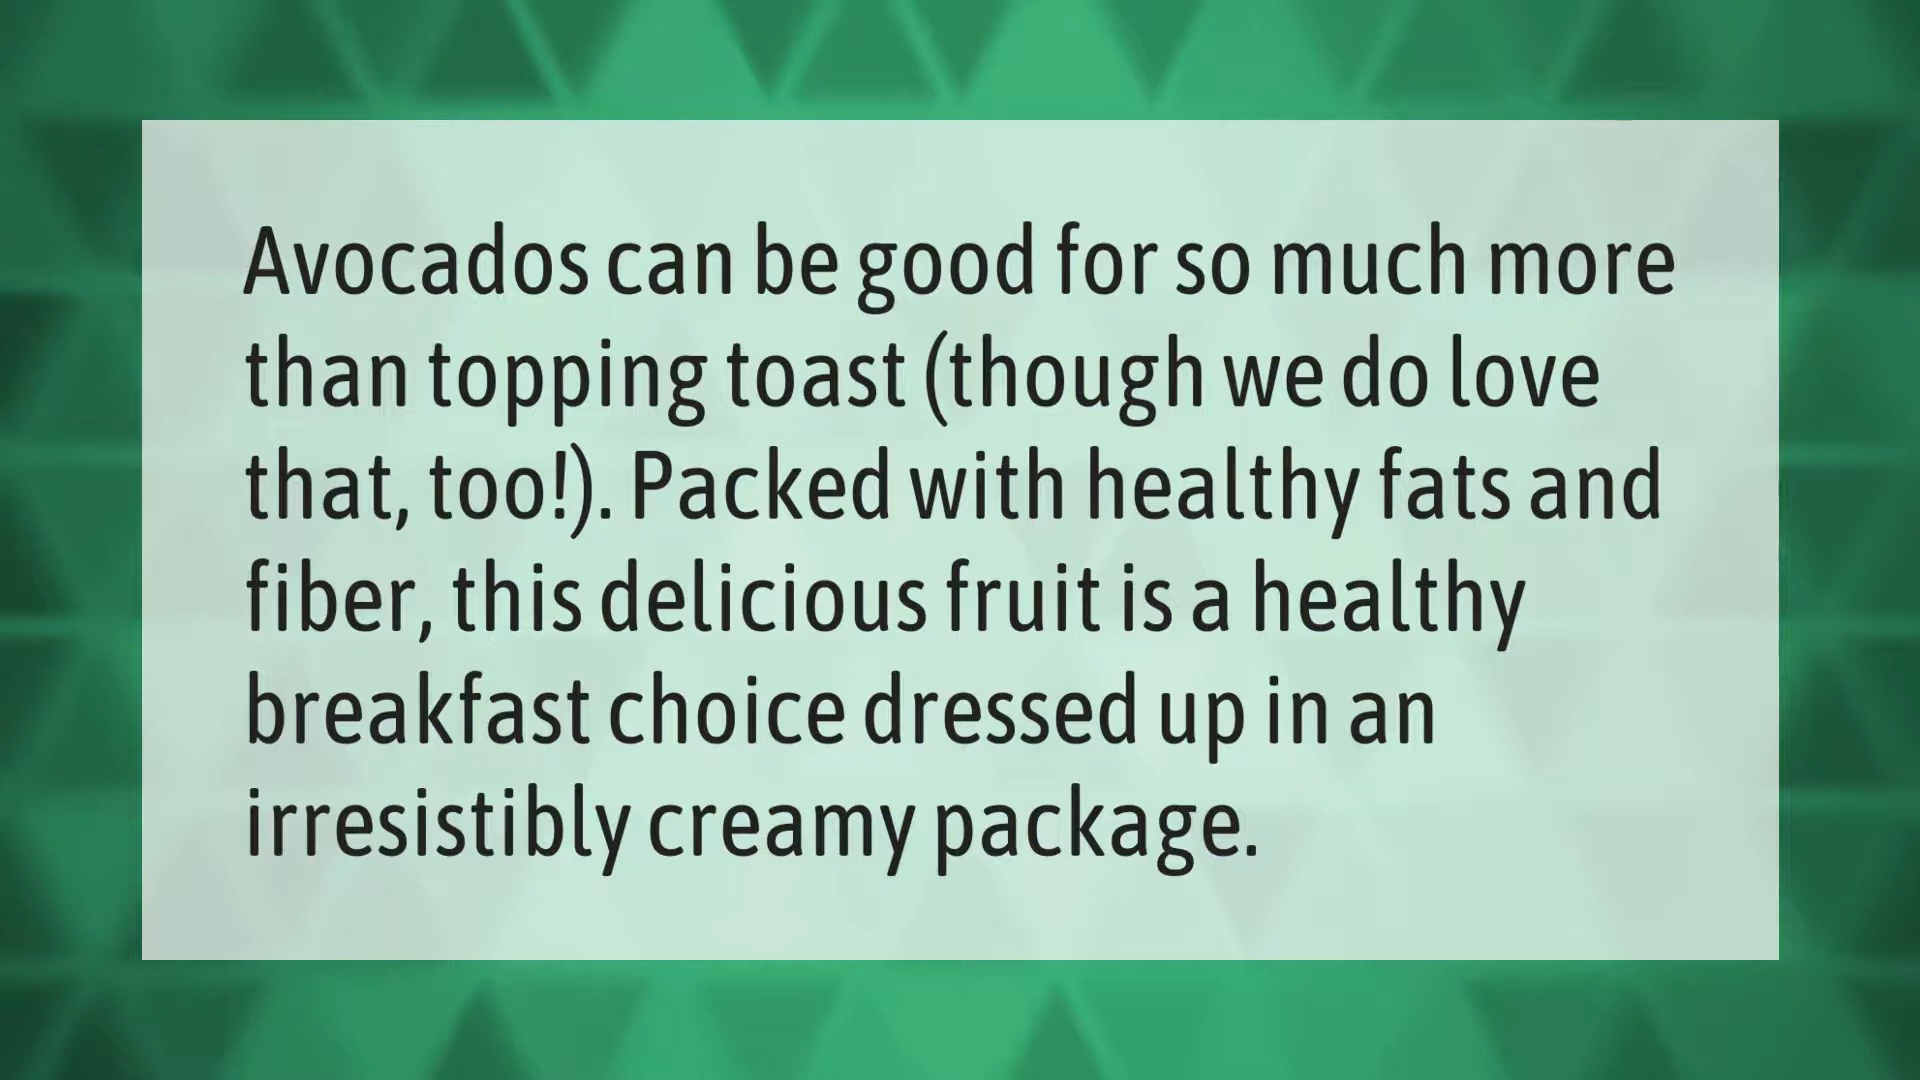 Avocados can be good for so much more
than topping toast (though we do love
that, too!). Packed with healthy fats and
fiber, this delicious fruit is a healthy
breakfast choice dressed up in an
irresistibly creamy package.